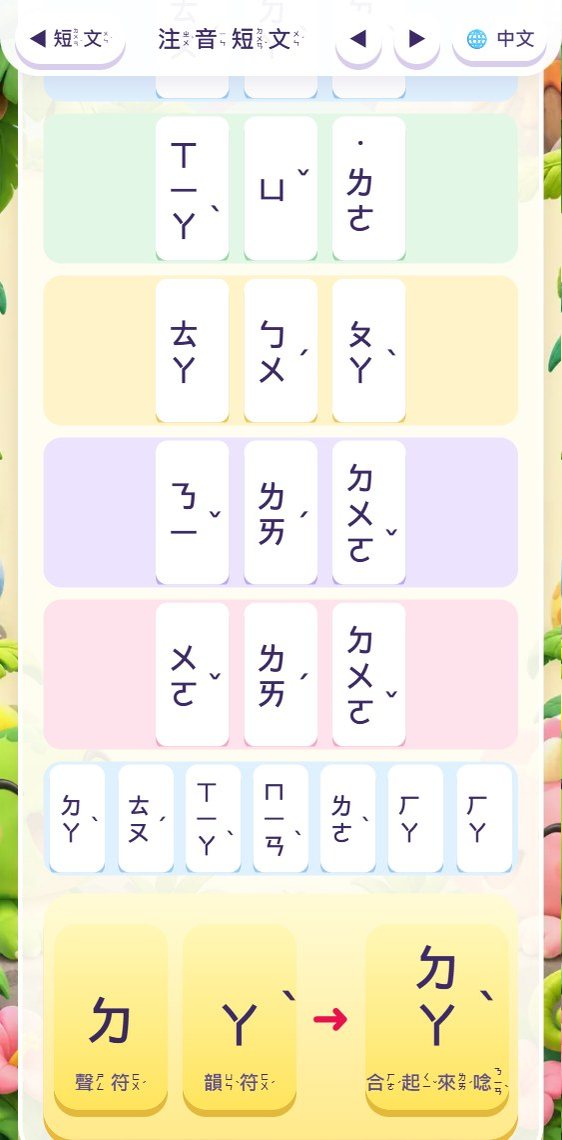 ◀ 短文 注音短文 ◀ ▶ 🌐 中文
ㄒㄧㄚˋ ㄩˇ ˙ㄌㄜ
ㄊㄚ ㄅㄨˊ ㄆㄚˋ
ㄋㄧˇ ㄌㄞˊ ㄉㄨㄛˇ
ㄨㄛˇ ㄌㄞˊ ㄉㄨㄛˇ
ㄉㄚˋ ㄊㄡˊ ㄒㄧㄚˋ ㄇㄧㄢˋ ㄌㄜˋ ㄏㄚ ㄏㄚ
ㄉ ㄚˋ ➜ ㄉㄚˋ
聲符 韻符 合起來唸